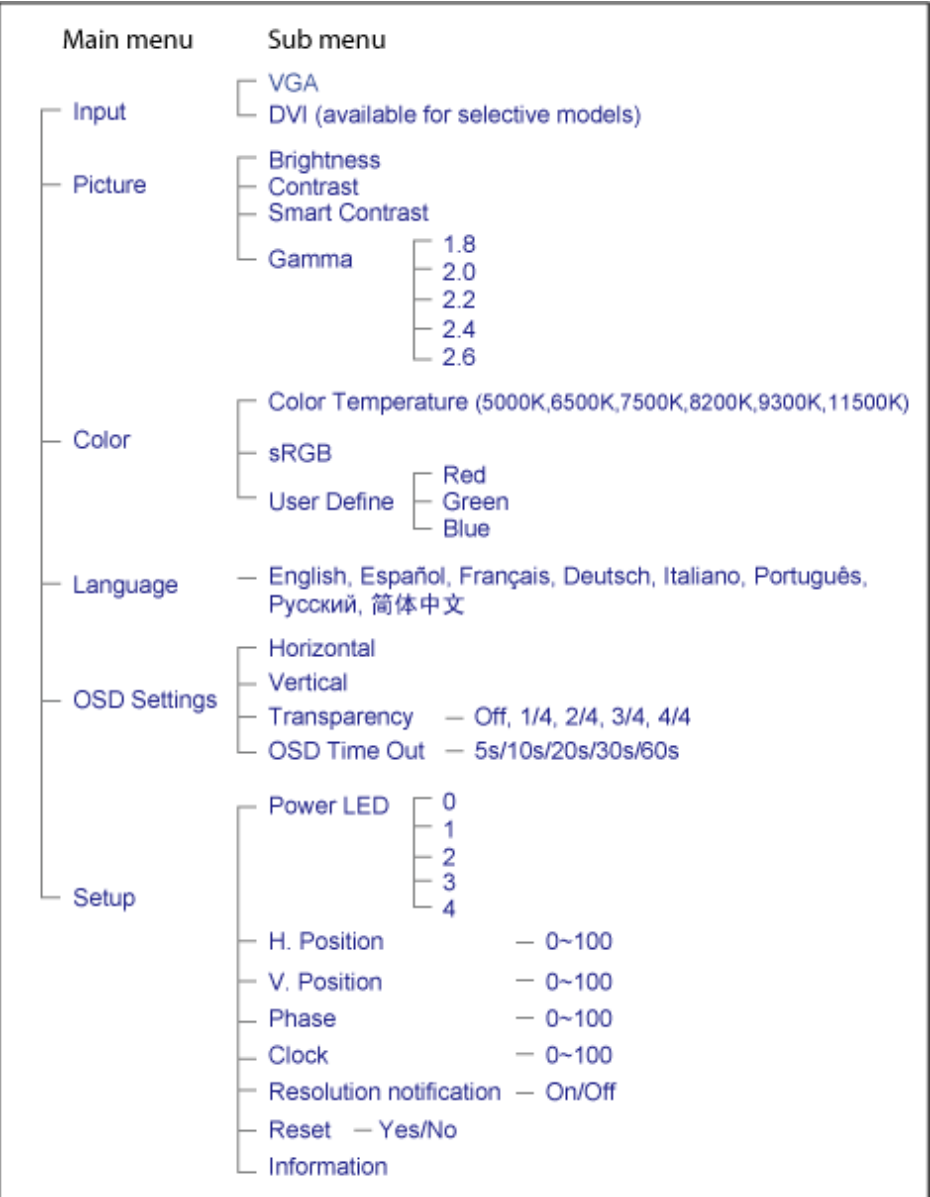 Main menu Sub menu
VGA
Input
DVI (available for selective models)
Brightness
Picture
Contrast
Smart Contrast
Gamma
1.8
2.0
2.2
2.4
2.6
Color Temperature (5000K,6500K,7500K,8200K,9300K,11500K)
Color
sRGB
User Define
Red
Green
Blue
Language
English, Español, Français, Deutsch, Italiano, Português,
Русский, 简体中文
Horizontal
Vertical
OSD Settings
Transparency — Off, 1/4, 2/4, 3/4, 4/4
OSD Time Out — 5s/10s/20s/30s/60s
Power LED
0
1
2
3
4
Setup
H. Position — 0~100
V. Position — 0~100
Phase — 0~100
Clock — 0~100
Resolution notification — On/Off
Reset — Yes/No
Information